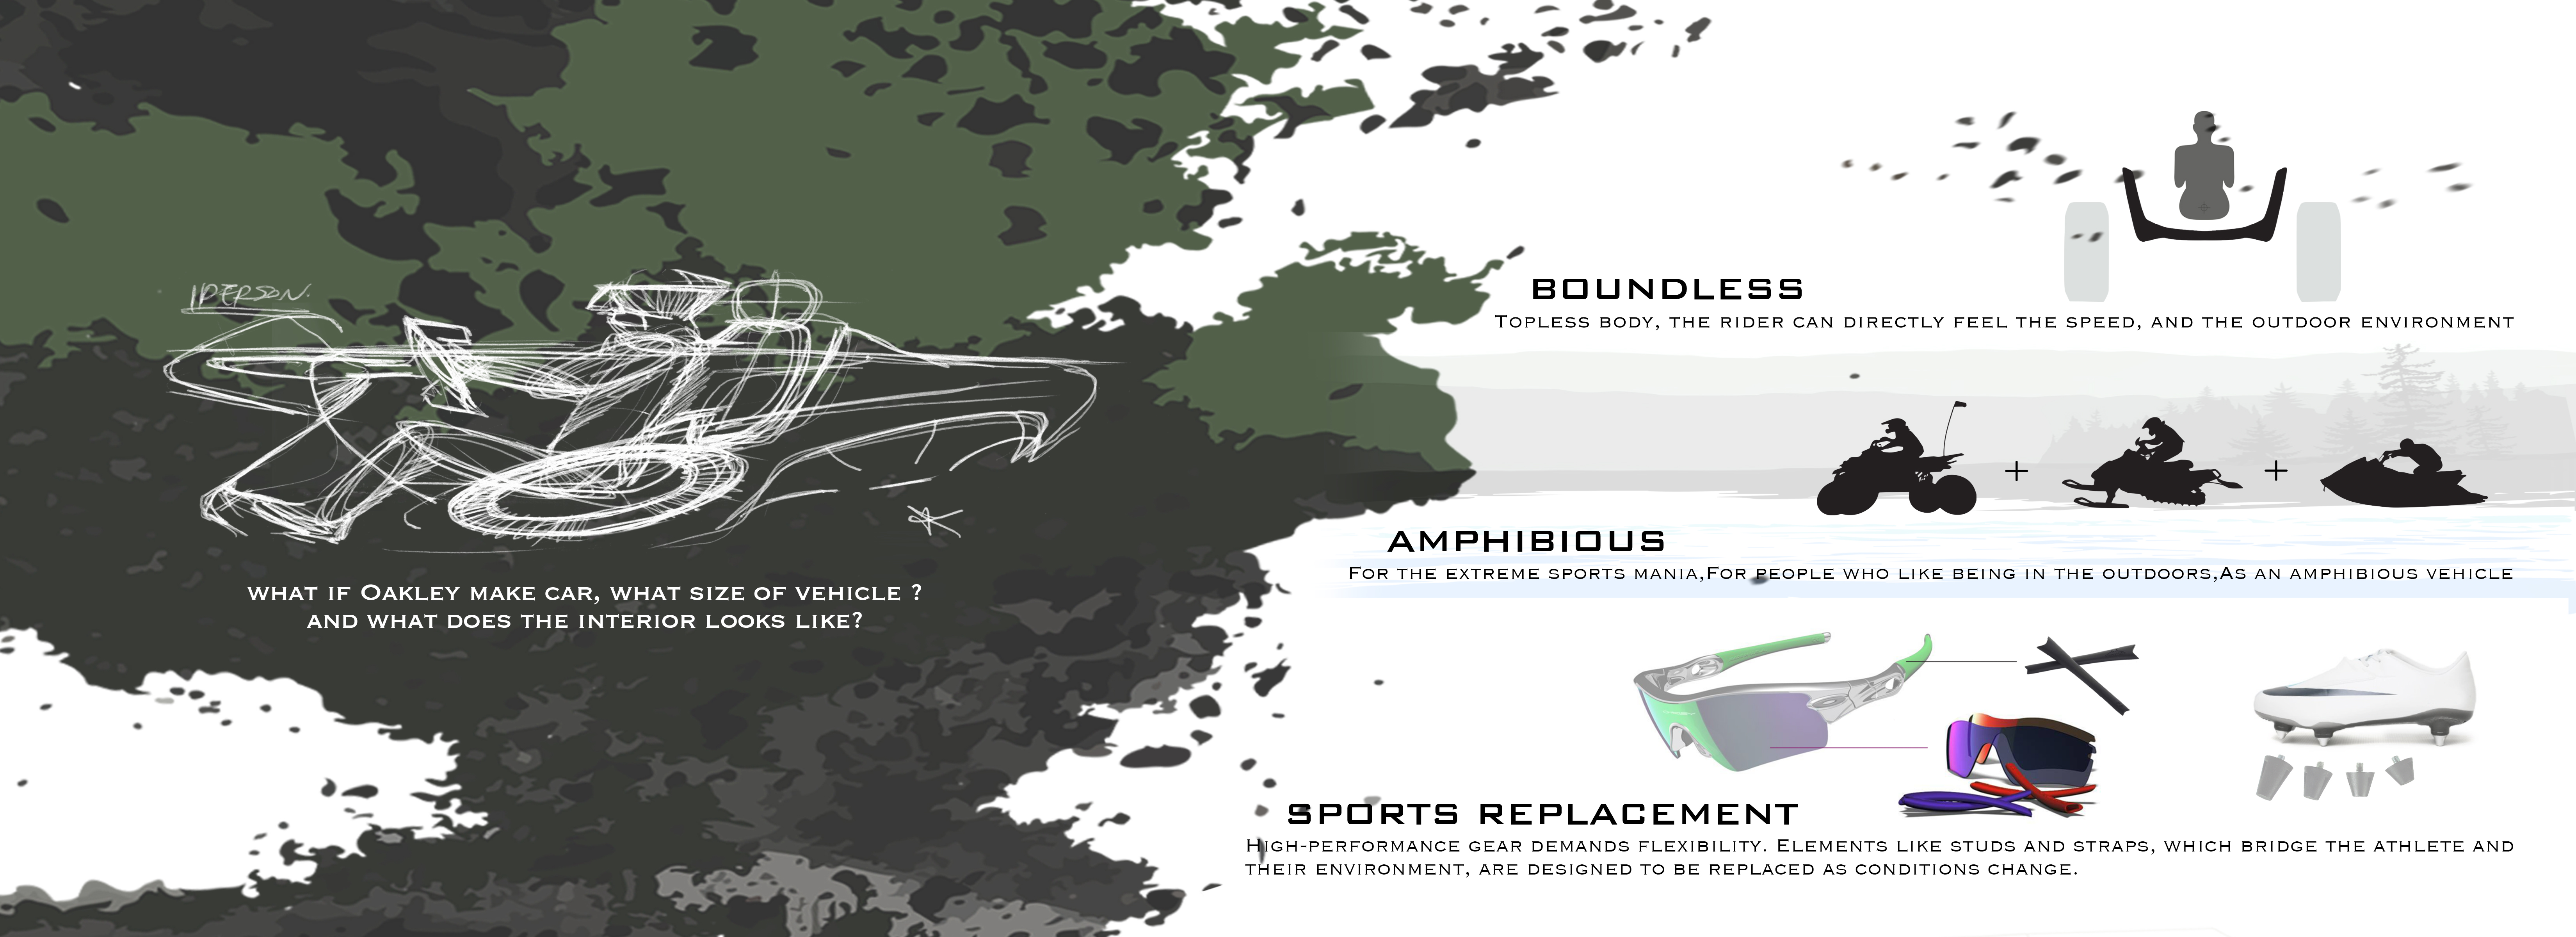 1PERSON.
WHAT IF OAKLEY MAKE CAR, WHAT SIZE OF VEHICLE ?
AND WHAT DOES THE INTERIOR LOOKS LIKE?
BOUNDLESS
TOPLESS BODY, THE RIDER CAN DIRECTLY FEEL THE SPEED, AND THE OUTDOOR ENVIRONMENT
+ +
AMPHIBIOUS
FOR THE EXTREME SPORTS MANIA,FOR PEOPLE WHO LIKE BEING IN THE OUTDOORS,AS AN AMPHIBIOUS VEHICLE
SPORTS REPLACEMENT
HIGH-PERFORMANCE GEAR DEMANDS FLEXIBILITY. ELEMENTS LIKE STUDS AND STRAPS, WHICH BRIDGE THE ATHLETE AND
THEIR ENVIRONMENT, ARE DESIGNED TO BE REPLACED AS CONDITIONS CHANGE.